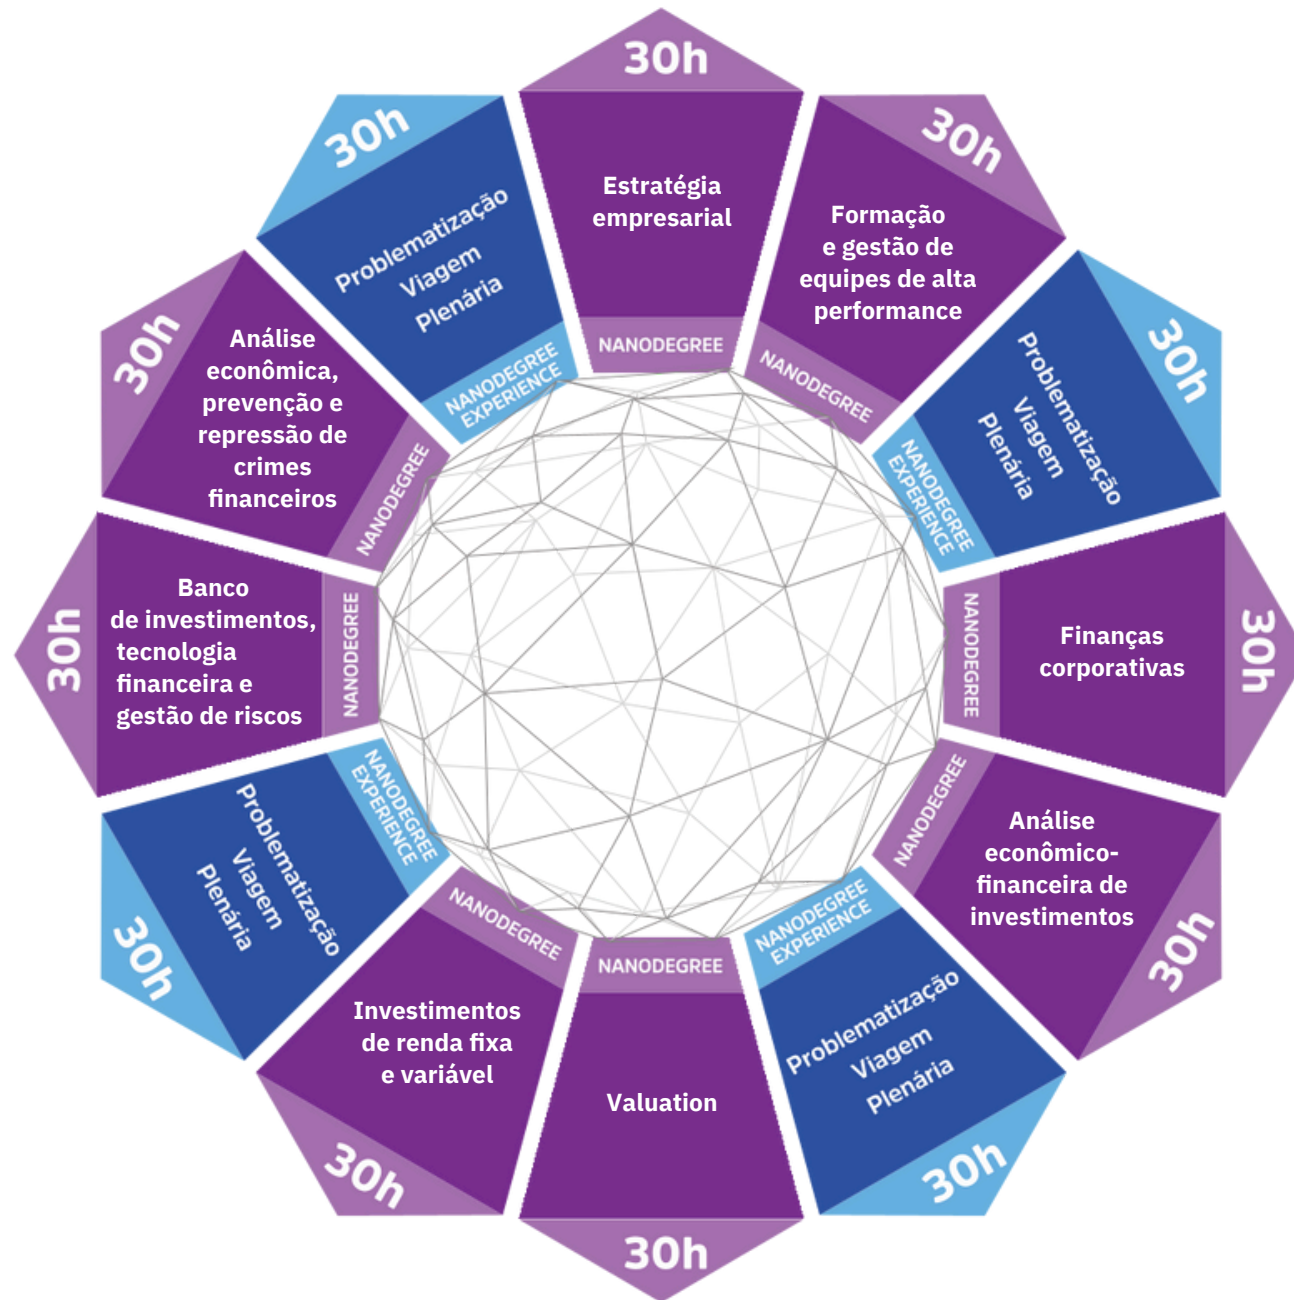 30h
Estratégia
empresarial
NANODEGREE
30h
Formação
e gestão de
equipes de alta
performance
NANODEGREE
30h
Problematização
Viagem
Plenária
NANODEGREE
EXPERIENCE
30h
Finanças
corporativas
NANODEGREE
30h
Análise
econômico-
financeira de
investimentos
NANODEGREE
30h
Problematização
Viagem
Plenária
NANODEGREE
EXPERIENCE
30h
Valuation
NANODEGREE
30h
Investimentos
de renda fixa
e variável
NANODEGREE
30h
Problematização
Viagem
Plenária
NANODEGREE
EXPERIENCE
30h
Banco
de investimentos,
tecnologia
financeira e
gestão de riscos
NANODEGREE
30h
Análise
econômica,
prevenção e
repressão de
crimes
financeiros
NANODEGREE
30h
Problematização
Viagem
Plenária
NANODEGREE
EXPERIENCE